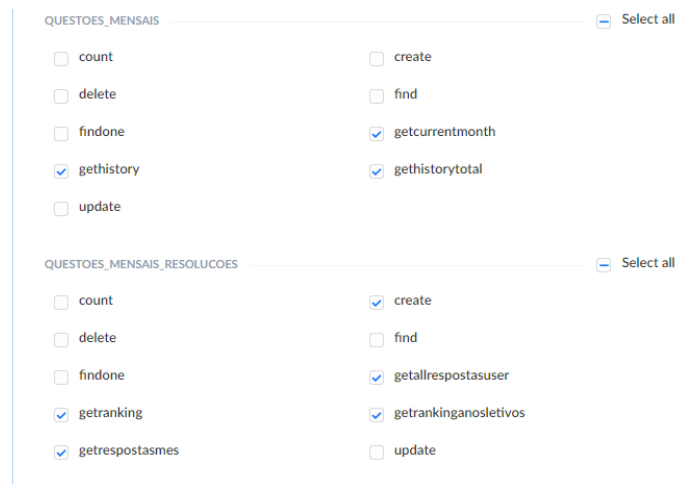 QUESTOES_MENSAIS Select all
count create
delete find
findone getcurrentmonth
gethistory gethistorytotal
update
QUESTOES_MENSAIS_RESOLUCOES Select all
count create
delete find
findone getallrespostasuser
getranking getrankinganosletivos
getrespostasmes update